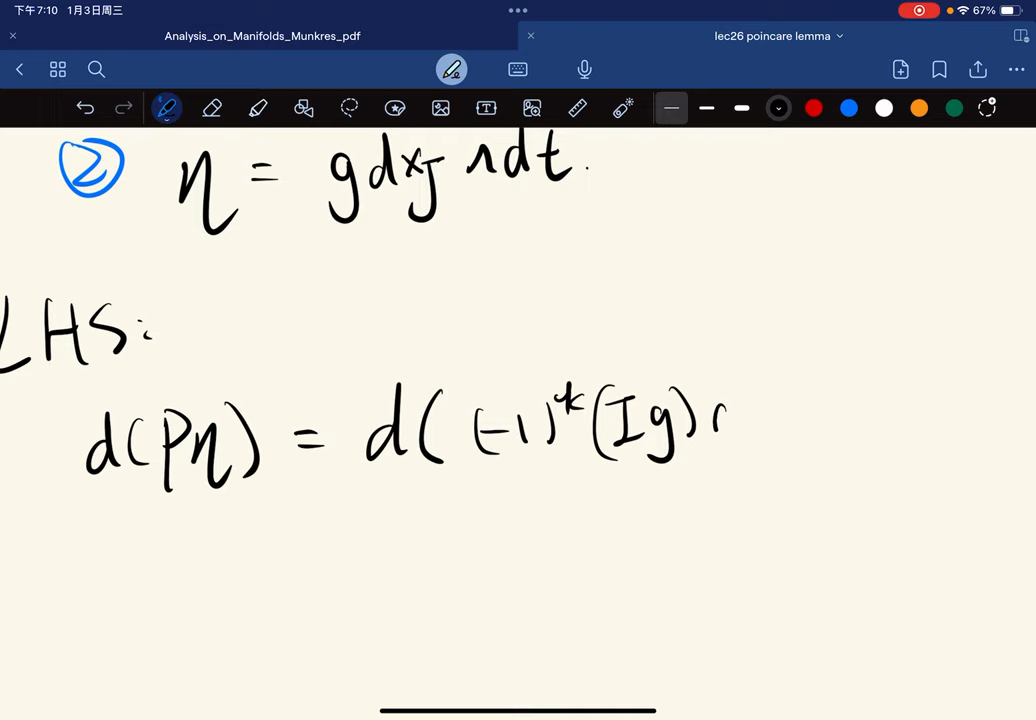 下午7:10 1月3日周三
67%
Analysis_on_Manifolds_Munkres_pdf
lec26 poincare lemma
② η = g dx_J ∧ dt.
LHS:
d(Pη) = d( (-1)^k (Ig)